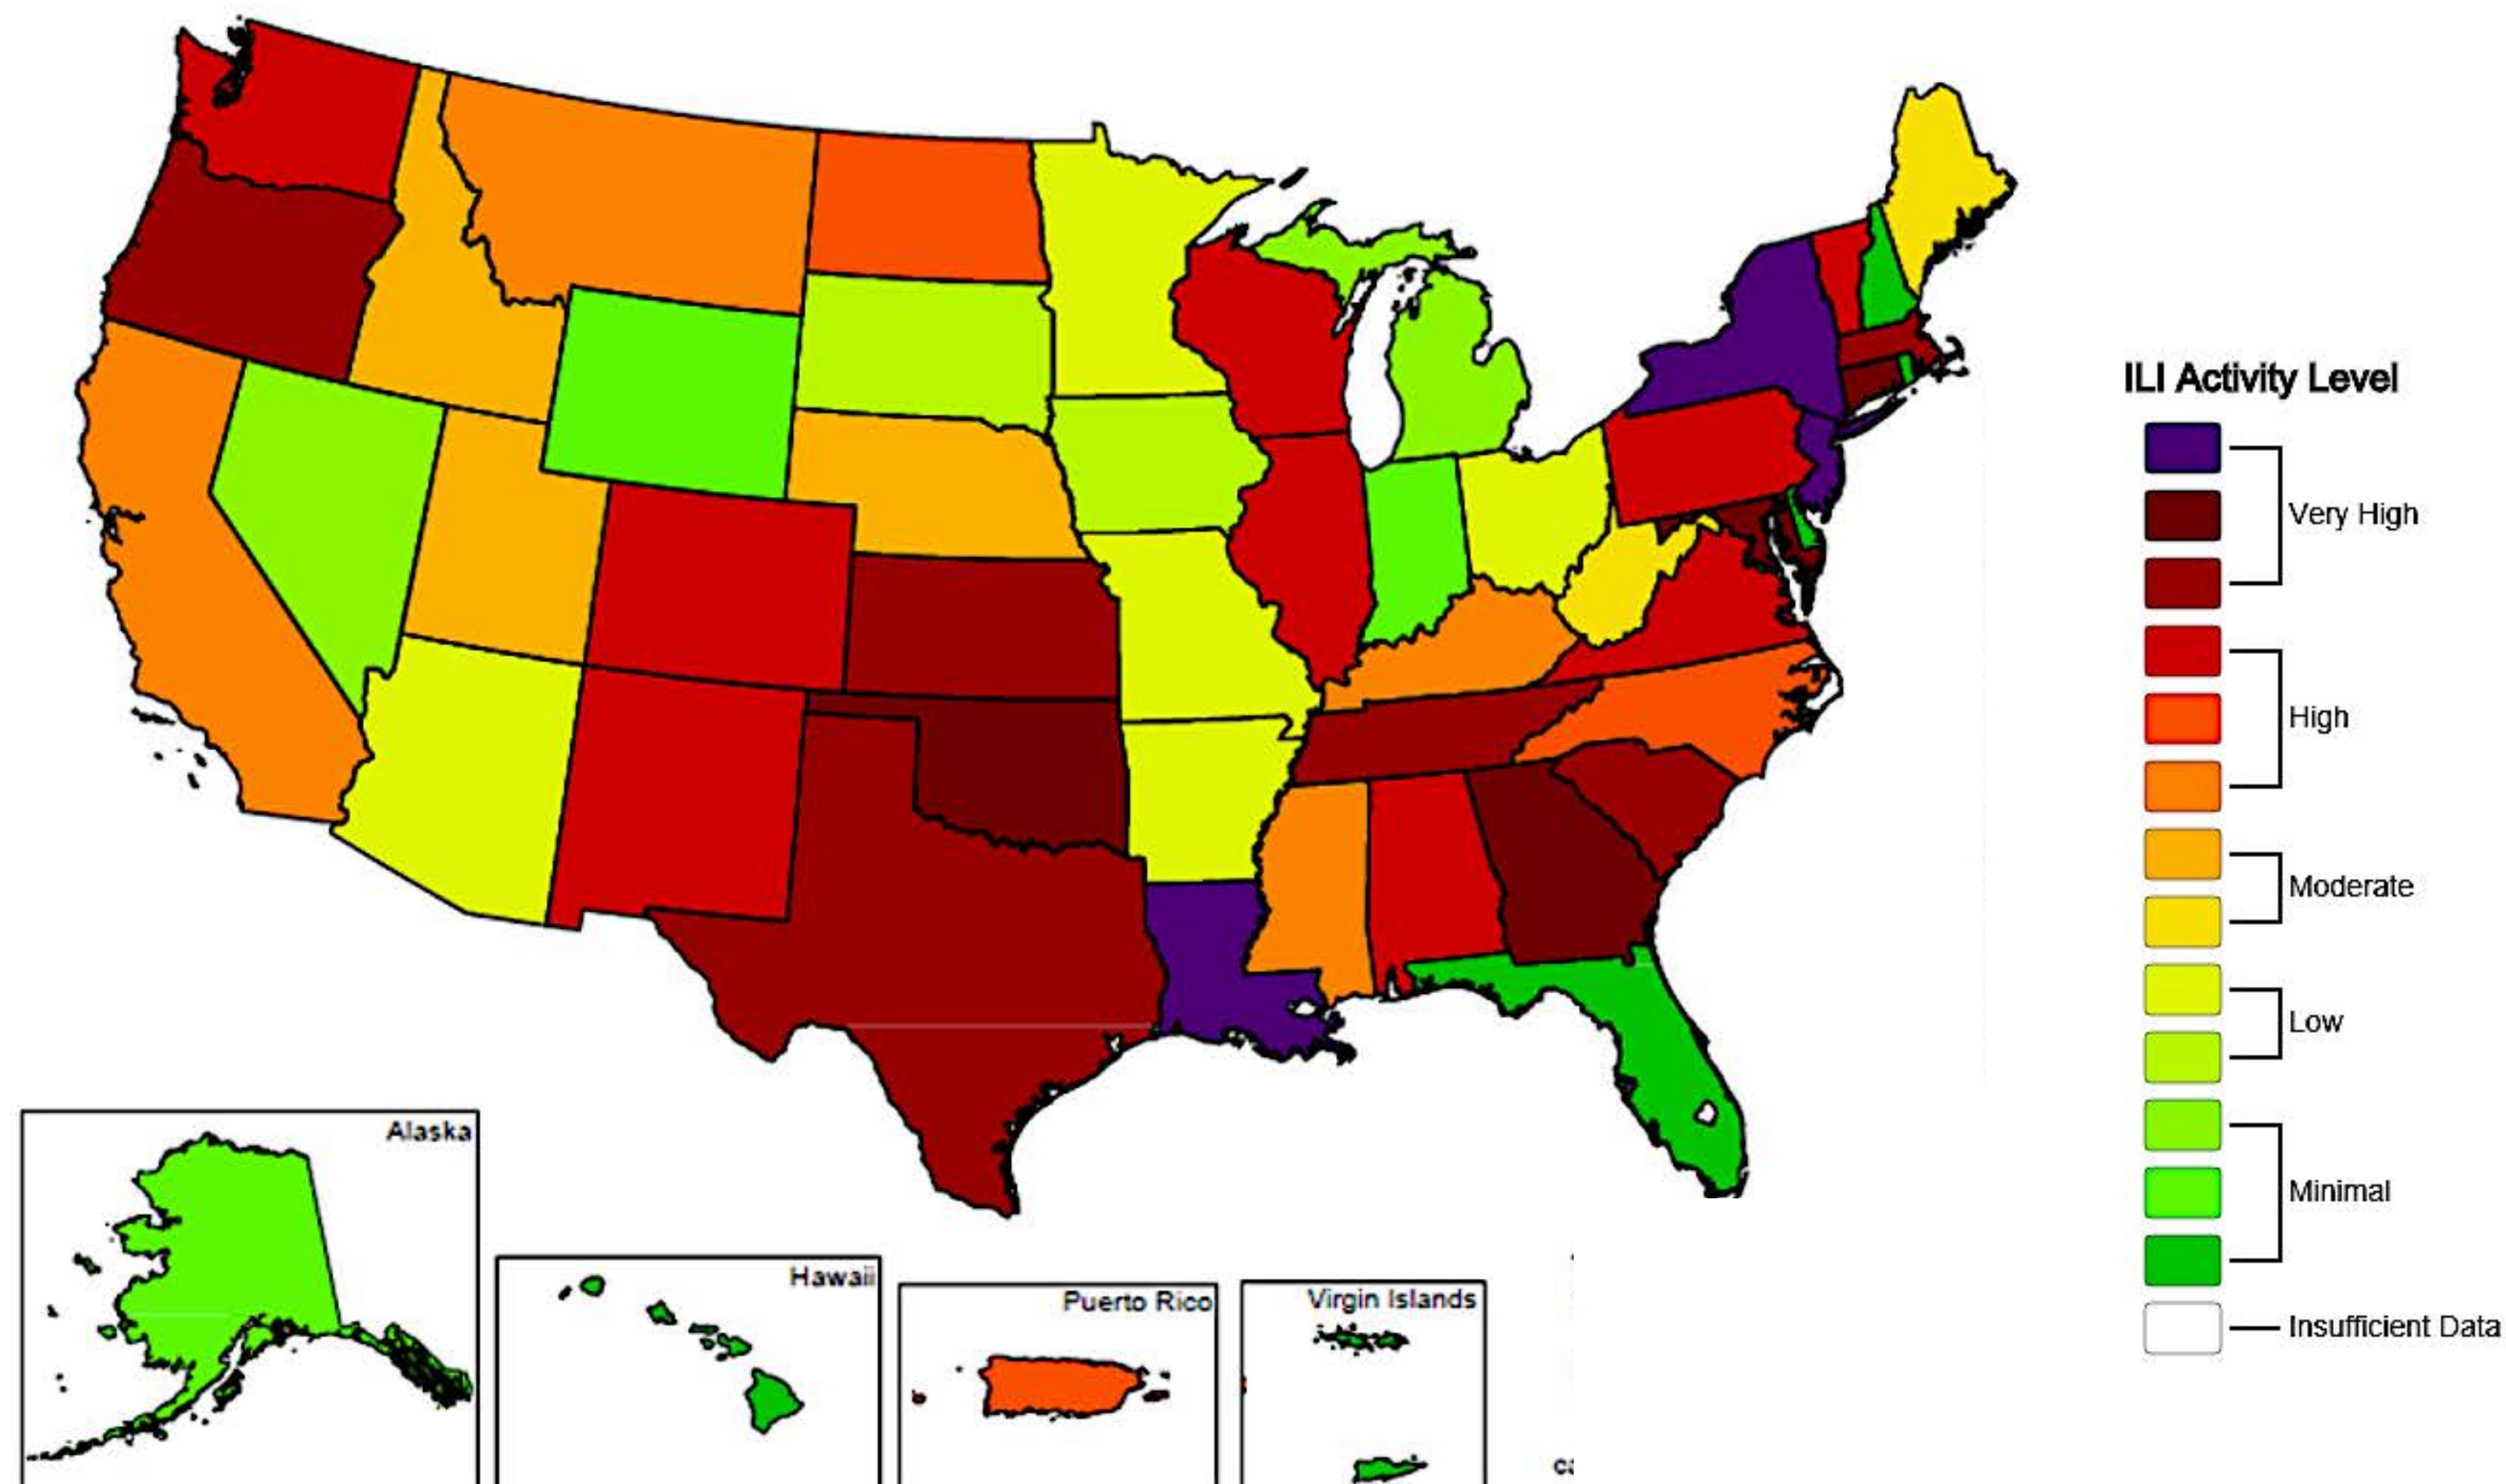 ILI Activity Level
Very High
High
Moderate
Low
Minimal
Insufficient Data
Alaska
Hawaii
Puerto Rico
Virgin Islands